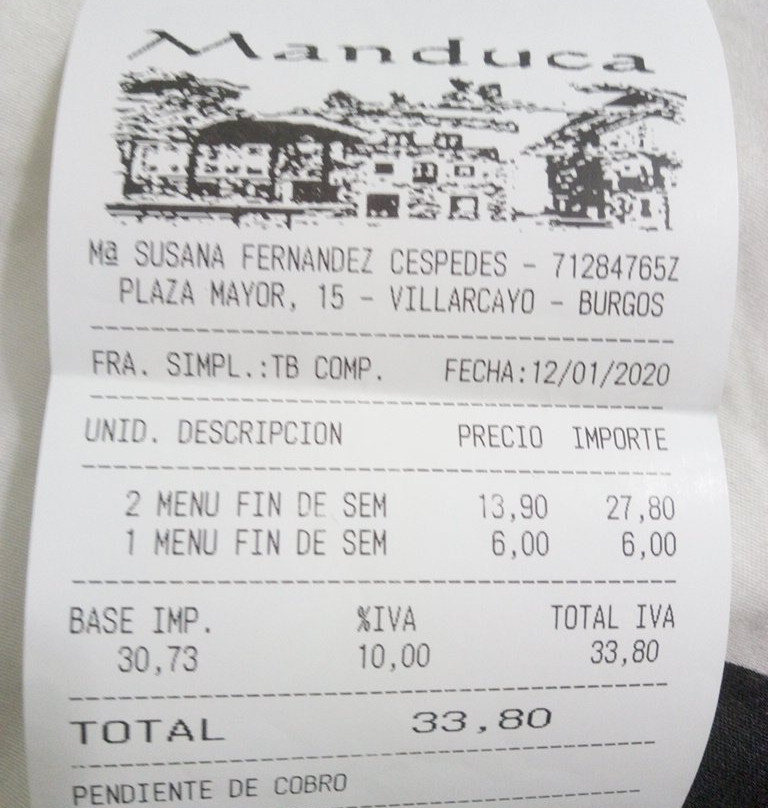 Manduca
Mª SUSANA FERNANDEZ CESPEDES - 71284765Z
PLAZA MAYOR, 15 - VILLARCAYO - BURGOS
FRA. SIMPL.:TB COMP. FECHA:12/01/2020
UNID. DESCRIPCION PRECIO IMPORTE
2 MENU FIN DE SEM 13,90 27,80
1 MENU FIN DE SEM 6,00 6,00
BASE IMP. %IVA TOTAL IVA
30,73 10,00 33,80
TOTAL 33,80
PENDIENTE DE COBRO